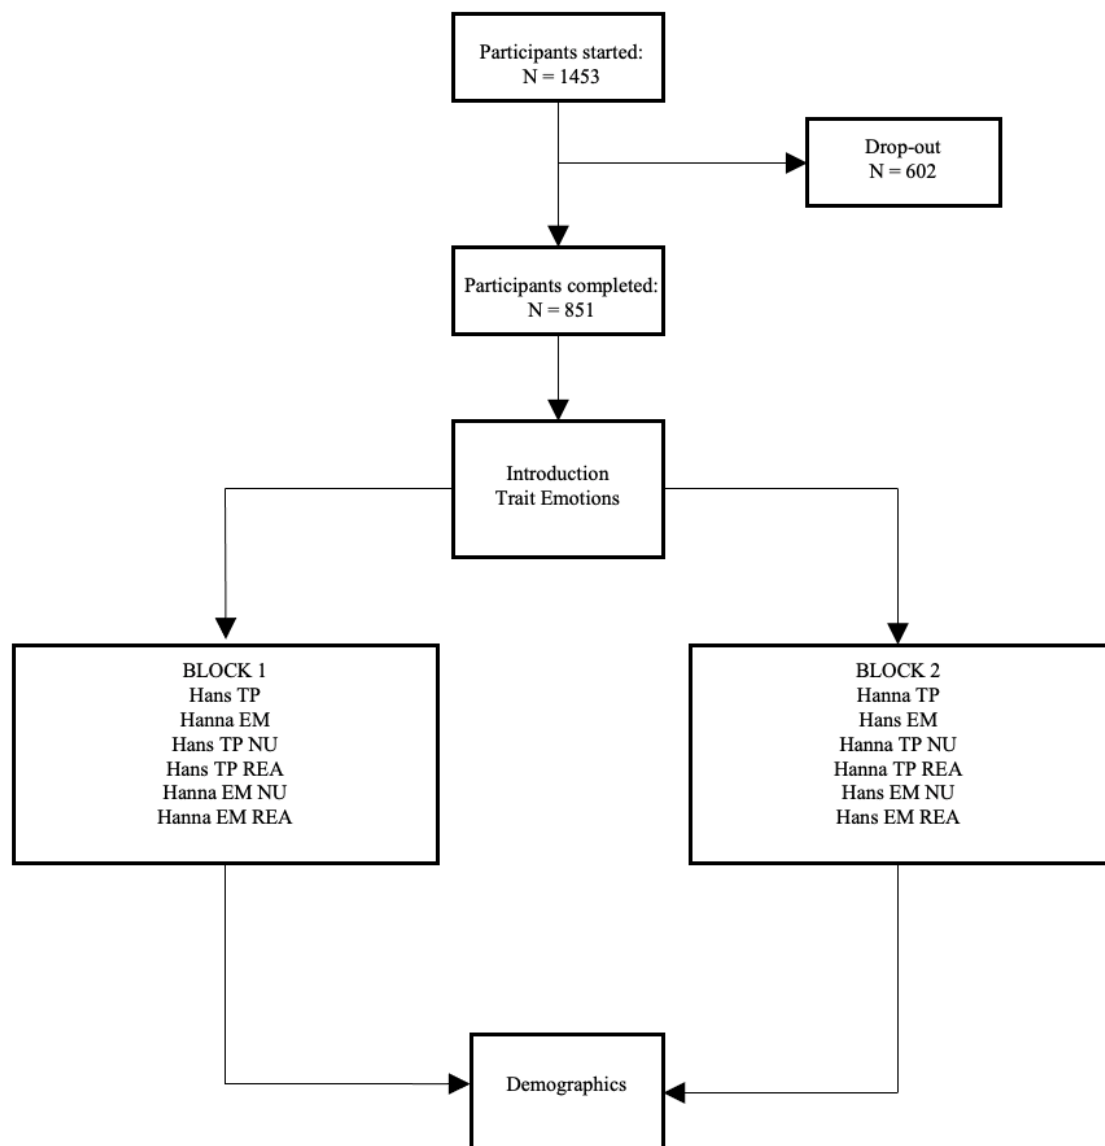 Participants started:
N = 1453
Drop-out
N = 602
Participants completed:
N = 851
Introduction
Trait Emotions
BLOCK 1
Hans TP
Hanna EM
Hans TP NU
Hans TP REA
Hanna EM NU
Hanna EM REA
BLOCK 2
Hanna TP
Hans EM
Hanna TP NU
Hanna TP REA
Hans EM NU
Hans EM REA
Demographics